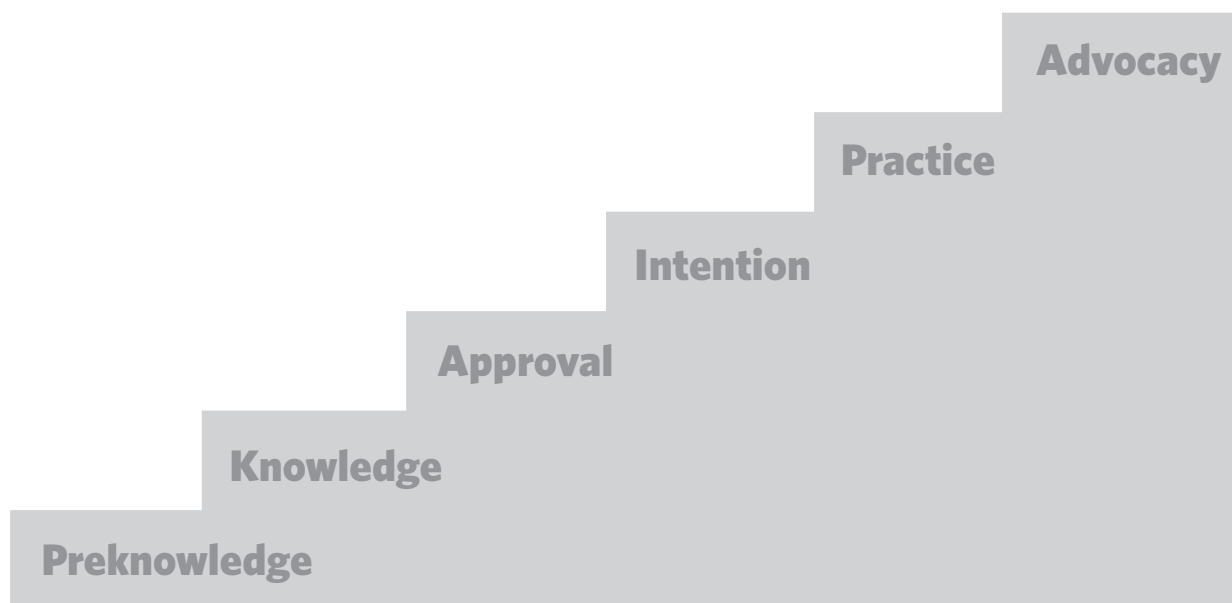 Advocacy
Practice
Intention
Approval
Knowledge
Preknowledge